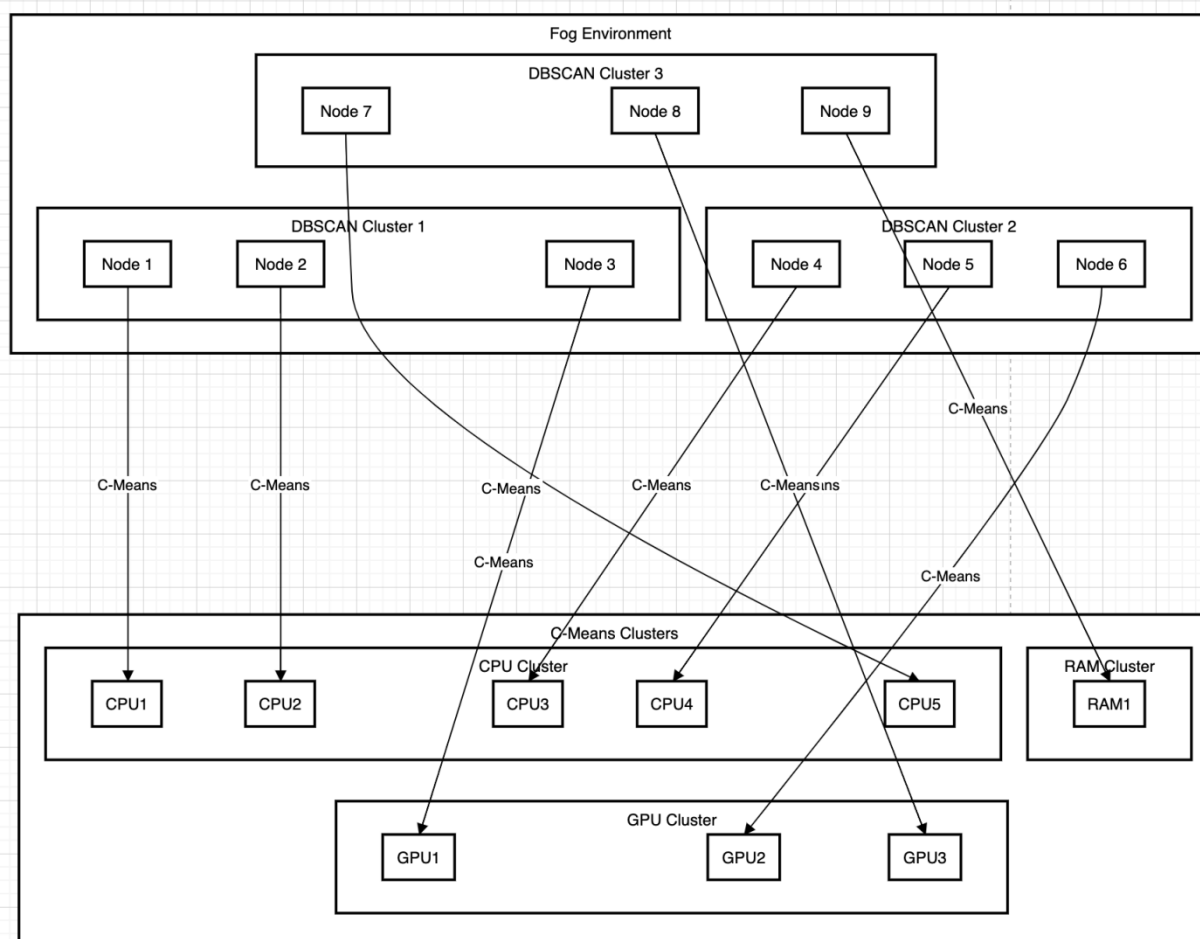 Fog Environment
DBSCAN Cluster 3
Node 7
Node 8
Node 9
DBSCAN Cluster 1
DBSCAN Cluster 2
Node 1
Node 2
Node 3
Node 4
Node 5
Node 6
C-Means
C-Means
C-Means
C-Means
C-Means
C-Means
C-Means
C-Means
C-Means Clusters
CPU Cluster
RAM Cluster
CPU1
CPU2
CPU3
CPU4
CPU5
RAM1
GPU Cluster
GPU1
GPU2
GPU3